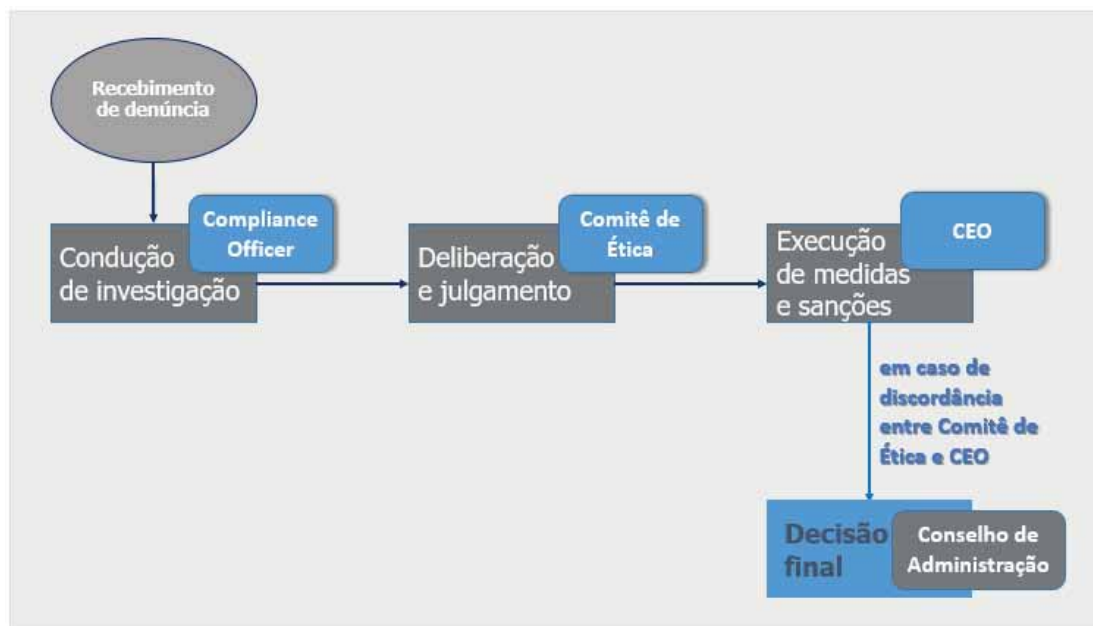 Recebimento
de denúncia
Compliance
Officer
Condução
de investigação
Comitê de
Ética
Deliberação
e julgamento
CEO
Execução
de medidas
e sanções
em caso de
discordância
entre Comitê de
Ética e CEO
Decisão
final
Conselho de
Administração